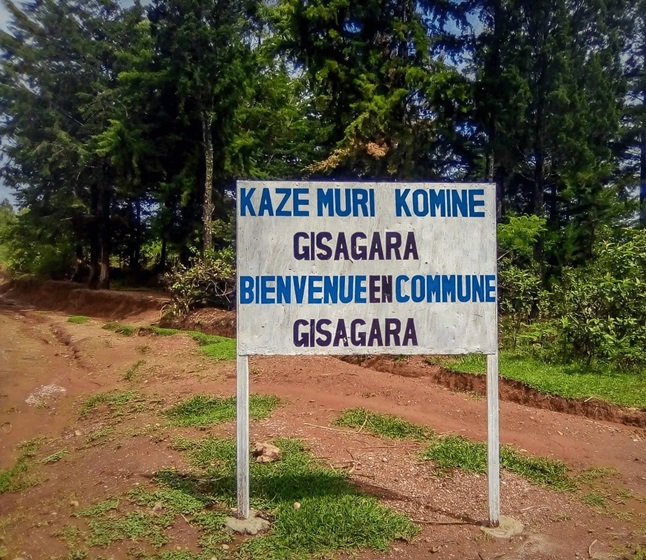 KAZE MURI KOMINE
GISAGARA
BIENVENUE EN COMMUNE
GISAGARA